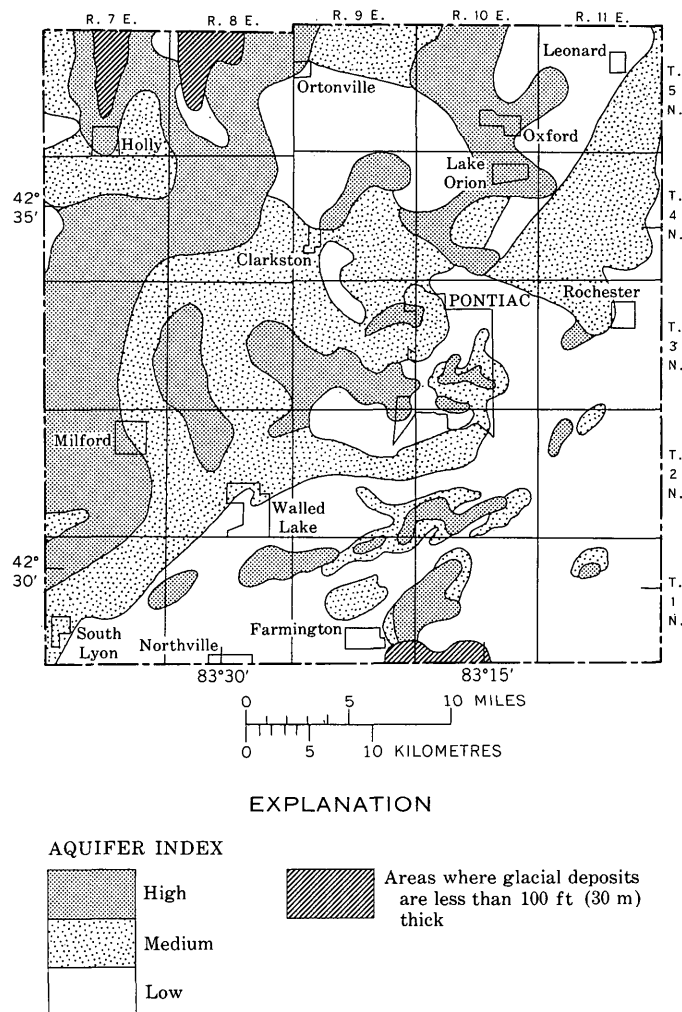 R. 7 E. R. 8 E. R. 9 E. R. 10 E. R. 11 E.
Leonard
T. 5 N.
Ortonville
Oxford
Holly
Lake
Orion
42°
35′
T. 4 N.
Clarkston
PONTIAC
Rochester
T. 3 N.
Milford
T. 2 N.
Walled
Lake
42°
30′
T. 1 N.
South
Lyon
Northville
Farmington
83°30′ 83°15′
0 5 10 MILES
0 5 10 KILOMETRES
EXPLANATION
AQUIFER INDEX
High
Medium
Low
Areas where glacial deposits
are less than 100 ft (30 m)
thick